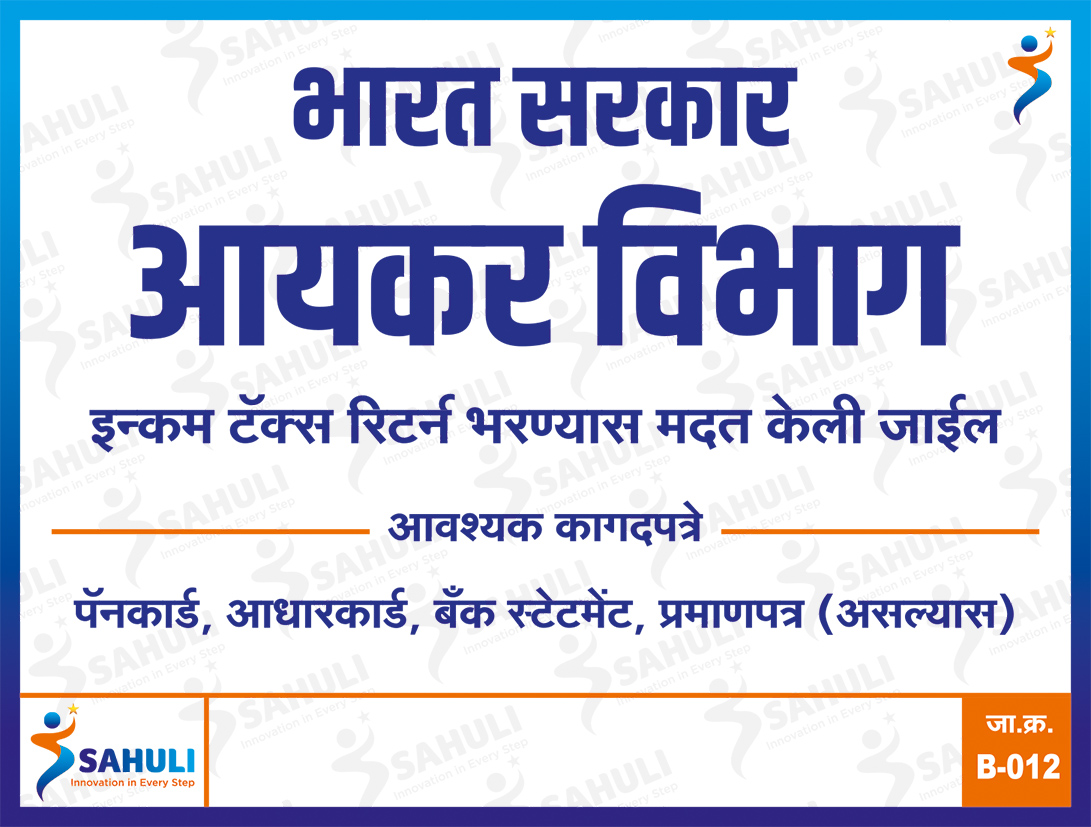 भारत सरकार
आयकर विभाग
इन्कम टॅक्स रिटर्न भरण्यास मदत केली जाईल
आवश्यक कागदपत्रे
पॅनकार्ड, आधारकार्ड, बँक स्टेटमेंट, प्रमाणपत्र (असल्यास)
SAHULI
Innovation in Every Step
जा.क्र.
B-012